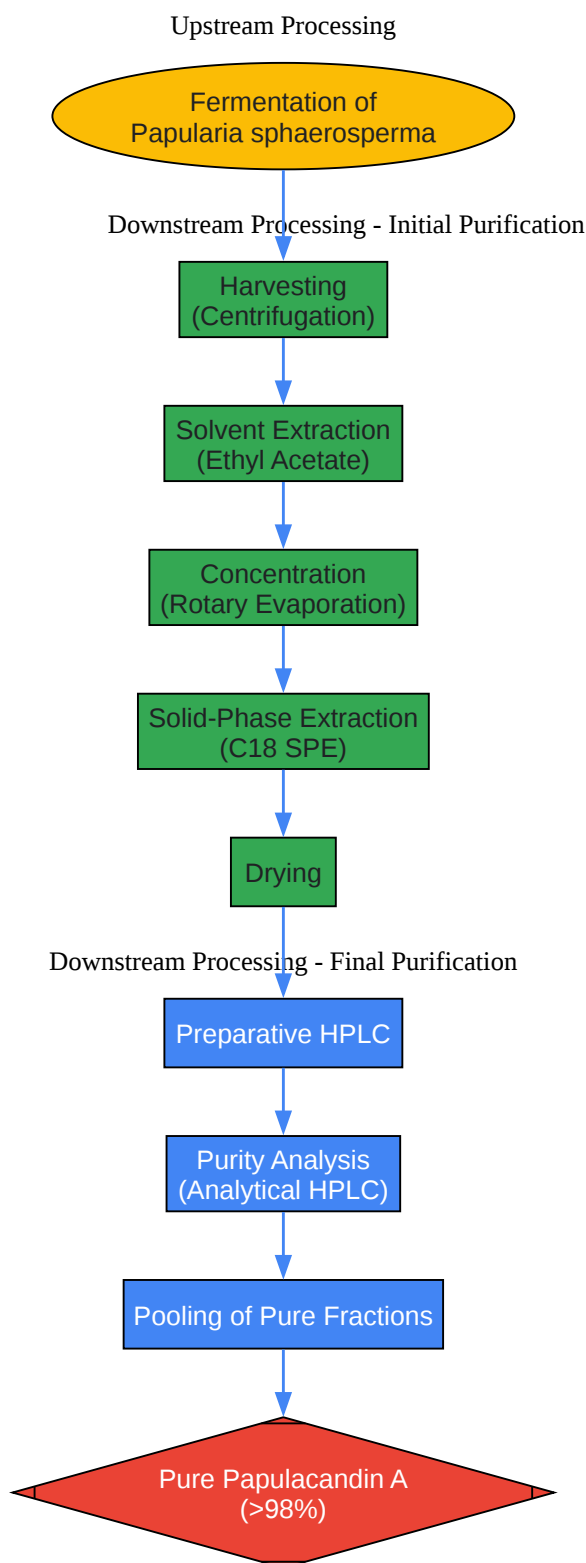 Upstream Processing
Fermentation of
Papularia sphaerosperma
Downstream Processing - Initial Purification
Harvesting
(Centrifugation)
Solvent Extraction
(Ethyl Acetate)
Concentration
(Rotary Evaporation)
Solid-Phase Extraction
(C18 SPE)
Drying
Downstream Processing - Final Purification
Preparative HPLC
Purity Analysis
(Analytical HPLC)
Pooling of Pure Fractions
Pure Papulacandin A
(>98%)